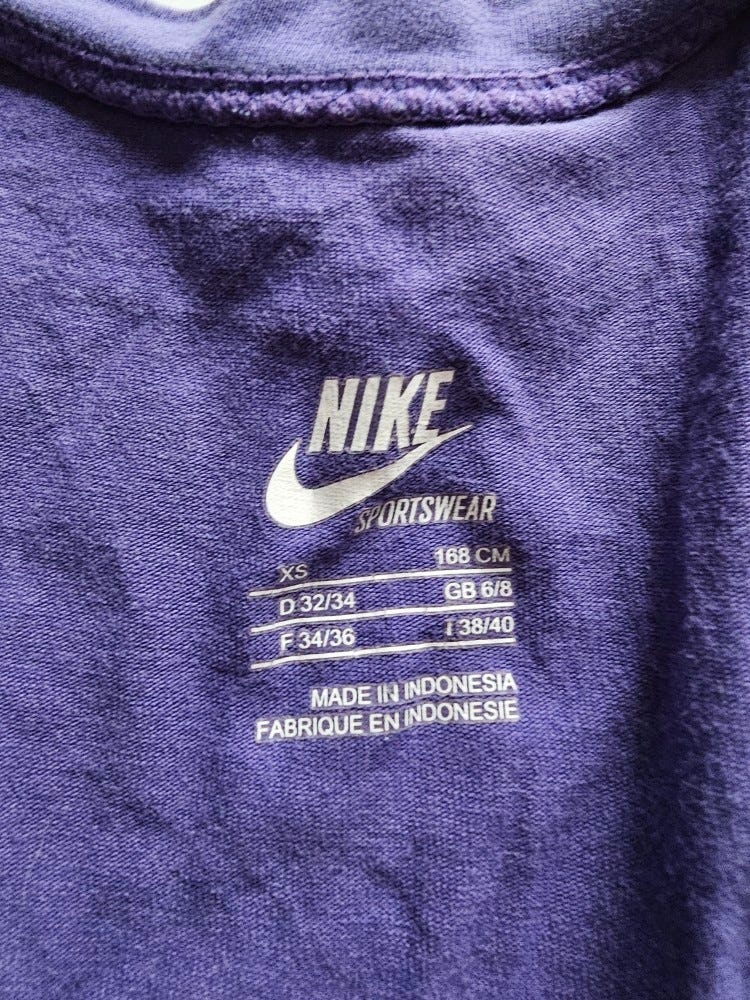 NIKE
SPORTSWEAR
XS 168 CM
D 32/34 GB 6/8
F 34/36 I 38/40
MADE IN INDONESIA
FABRIQUE EN INDONESIE